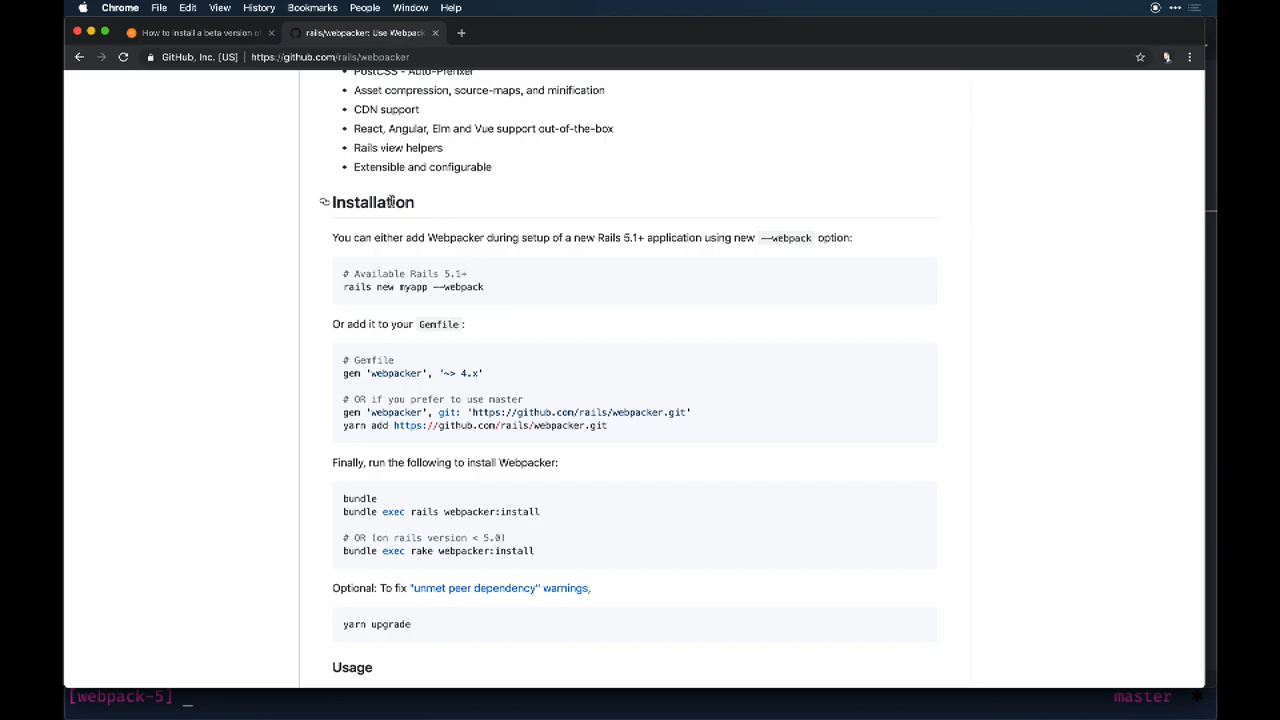 Chrome File Edit View History Bookmarks People Window Help
How to install a beta version of
rails/webpacker: Use Webpac
GitHub, Inc. [US] https://github.com/rails/webpacker
PostCSS - Auto-Prefixer
Asset compression, source-maps, and minification
CDN support
React, Angular, Elm and Vue support out-of-the-box
Rails view helpers
Extensible and configurable
Installation
You can either add Webpacker during setup of a new Rails 5.1+ application using new --webpack option:
# Available Rails 5.1+
rails new myapp --webpack
Or add it to your Gemfile:
# Gemfile
gem 'webpacker', '~> 4.x'
# OR if you prefer to use master
gem 'webpacker', git: 'https://github.com/rails/webpacker.git'
yarn add https://github.com/rails/webpacker.git
Finally, run the following to install Webpacker:
bundle
bundle exec rails webpacker:install
# OR (on rails version < 5.0)
bundle exec rake webpacker:install
Optional: To fix "unmet peer dependency" warnings,
yarn upgrade
Usage
[webpack-5] _ master *